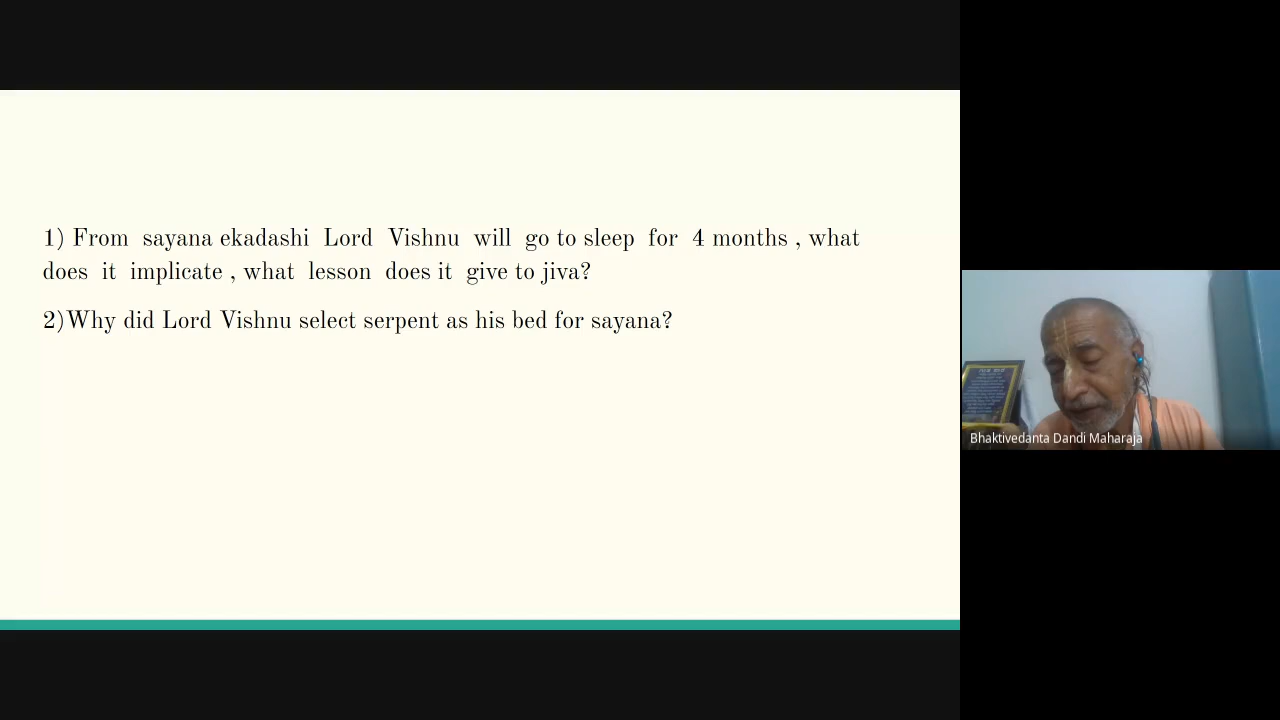 1) From sayana ekadashi Lord Vishnu will go to sleep for 4 months , what
does it implicate , what lesson does it give to jiva?
2)Why did Lord Vishnu select serpent as his bed for sayana?
Bhaktivedanta Dandi Maharaja